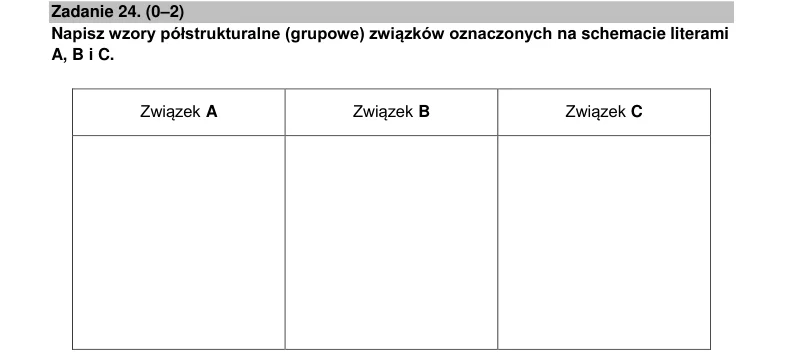 Zadanie 24. (0–2)
Napisz wzory półstrukturalne (grupowe) związków oznaczonych na schemacie literami
A, B i C.
Związek A
Związek B
Związek C